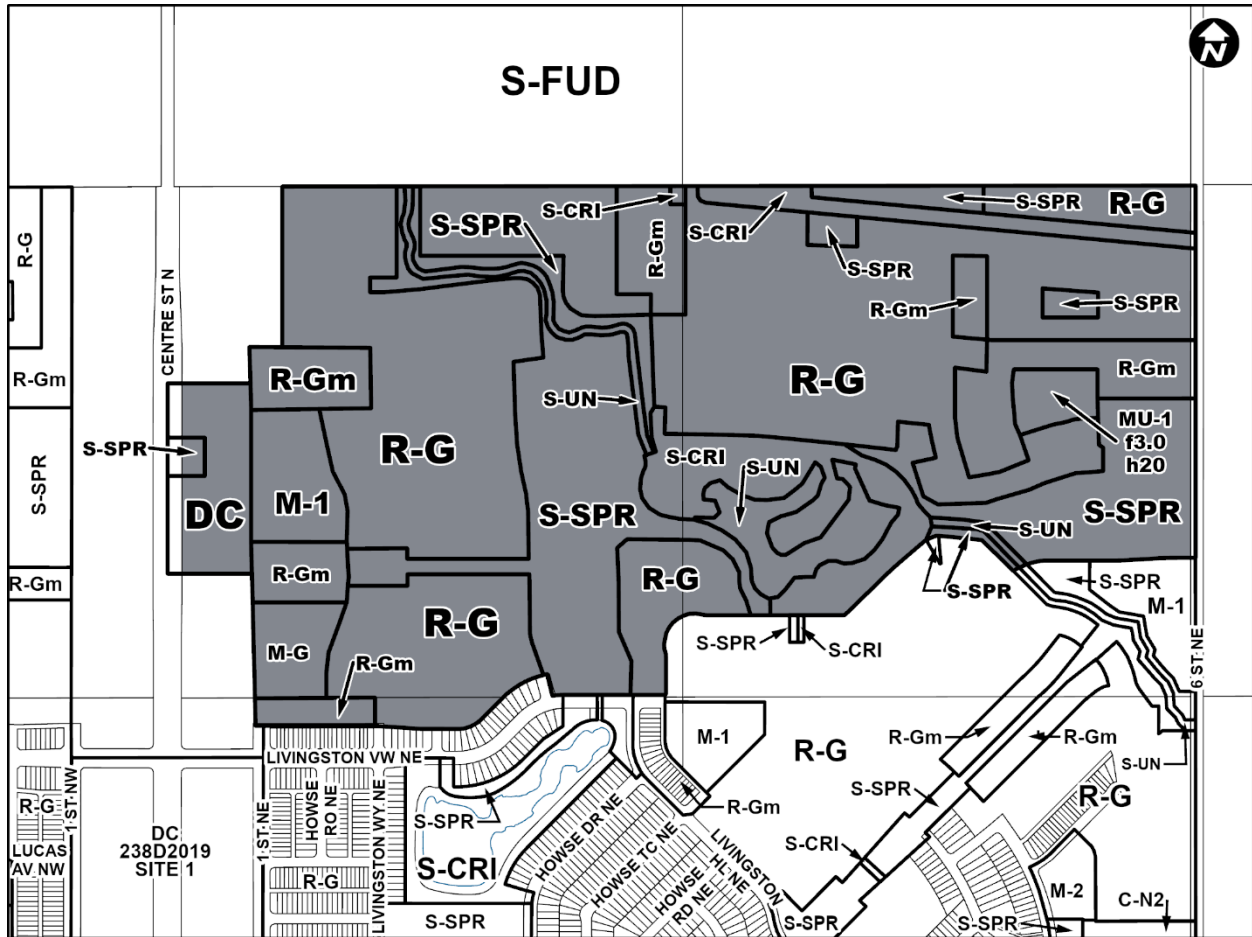 N
S-FUD
R-G
CENTRE ST N
S-SPR
S-CRI
R-Gm
S-CRI
S-SPR
R-G
S-SPR
R-Gm
S-SPR
R-Gm
R-Gm
R-G
R-Gm
S-UN
MU-1
f3.0
h20
S-SPR
R-G
S-CRI
S-UN
S-SPR
DC
M-1
S-SPR
S-SPR
S-UN
R-Gm
R-Gm
R-G
S-SPR
S-SPR
M-1
R-G
M-G
R-Gm
S-SPR
S-CRI
6 ST NE
M-1
R-G
R-Gm
R-Gm
S-UN
LIVINGSTON VW NE
S-SPR
R-Gm
S-SPR
R-G
R-G
1 ST NW
DC
238D2019
SITE 1
1 ST NE
HOWSE
RO NE
LIVINGSTON WY NE
LUCAS
AV NW
S-CRI
R-G
HOWSE DR NE
HOWSE TC NE
HOWSE
RD NE
LIVINGSTON
HL NE
S-CRI
M-2
C-N2
S-SPR
S-SPR
S-SPR